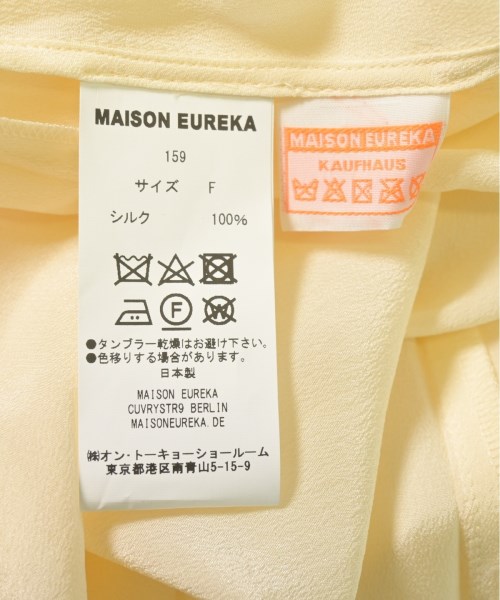 MAISON EUREKA
159
サイズ F
シルク 100%
F
W
●タンブラー乾燥はお避け下さい。
●色移りする場合があります。
日本製
MAISON EUREKA
CUVRYSTR9 BERLIN
MAISONEUREKA.DE
㈱オン・トーキョーショールーム
東京都港区南青山5-15-9
MAISON EUREKA
KAUFHAUS